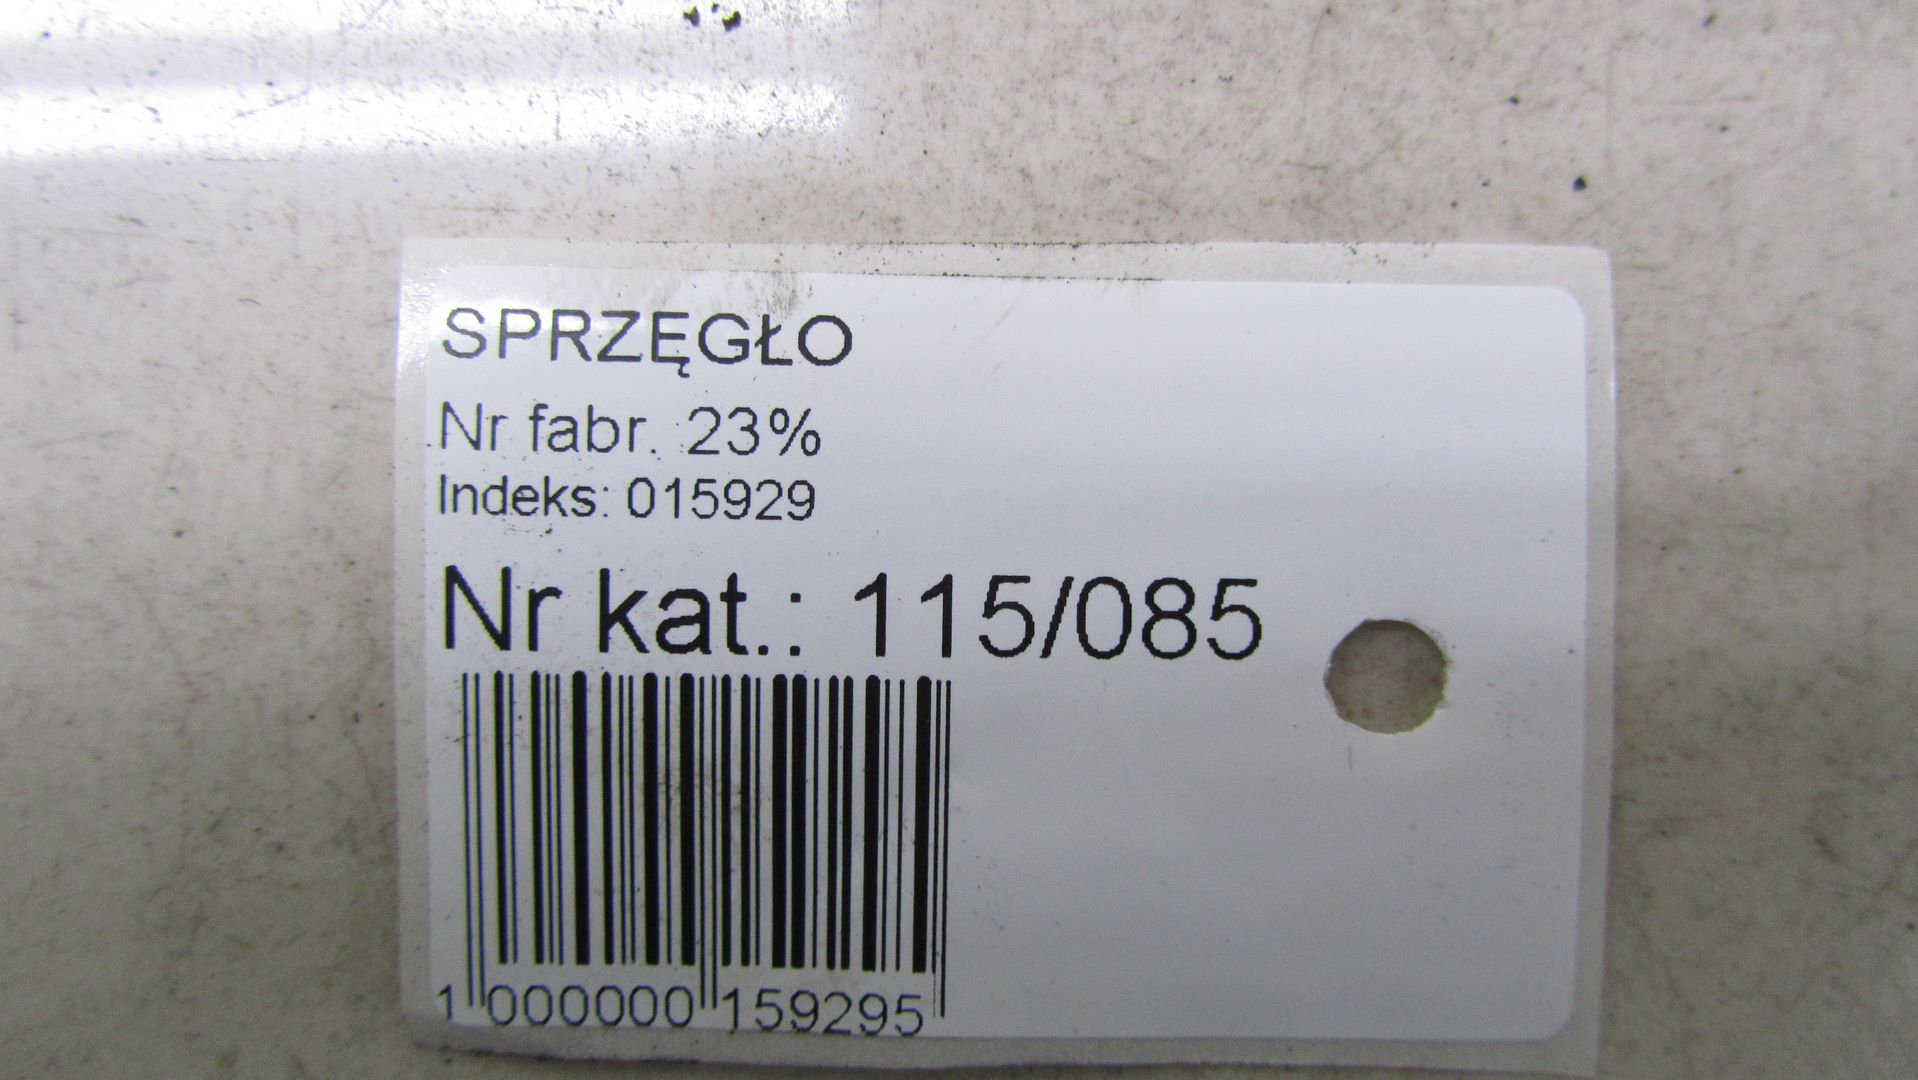 SPRZĘGŁO
Nr fabr. 23%
Indeks: 015929
Nr kat.: 115/085
1 000000 159295